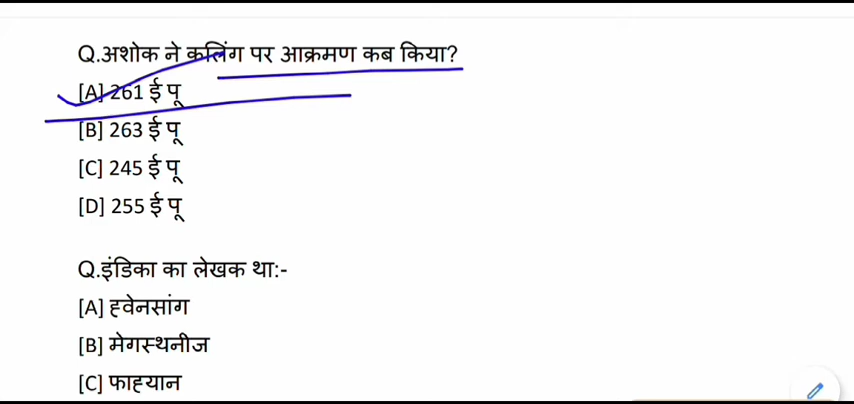 Q.अशोक ने कलिंग पर आक्रमण कब किया?
[A] 261 ई पू
[B] 263 ई पू
[C] 245 ई पू
[D] 255 ई पू
Q.इंडिका का लेखक था:-
[A] ह्वेनसांग
[B] मेगस्थनीज
[C] फाह्यान